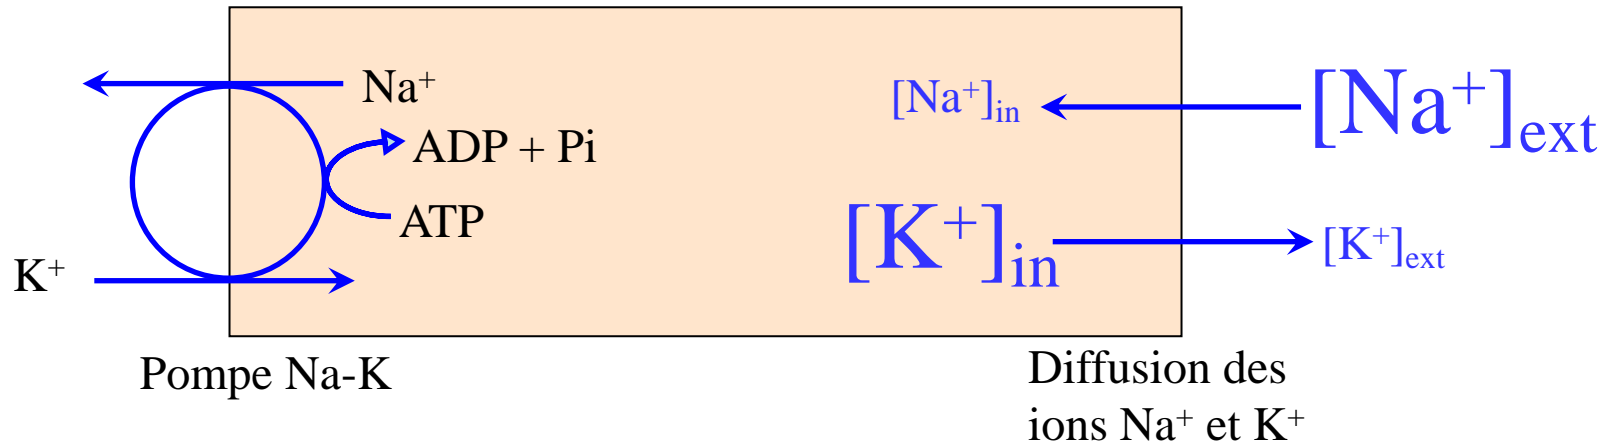 Na⁺
ADP + Pi
ATP
K⁺
Pompe Na-K
[Na⁺]ᵢₙ
[Na⁺]ext
[K⁺]ᵢₙ
[K⁺]ext
Diffusion des
ions Na⁺ et K⁺